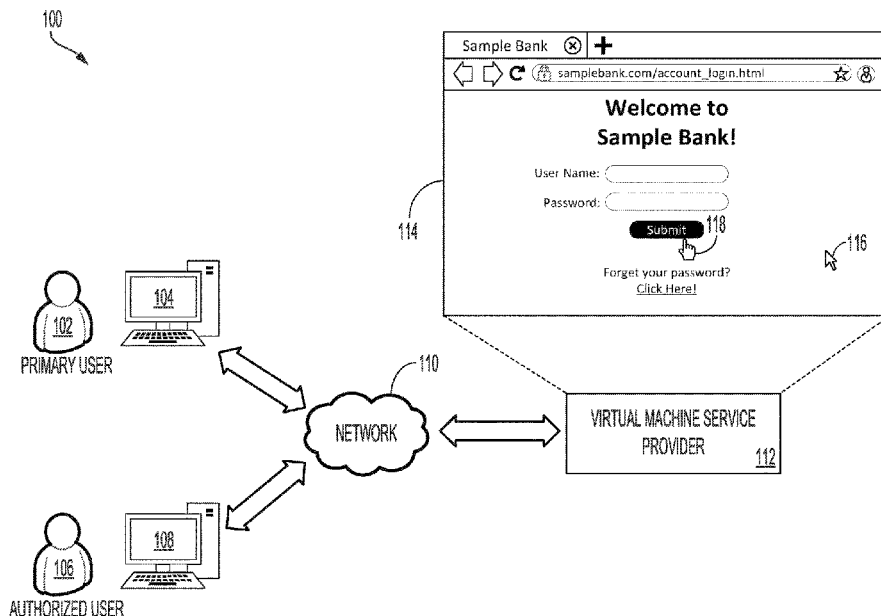 100
Sample Bank
samplebank.com/account_login.html
Welcome to
Sample Bank!
User Name:
Password:
Submit
118
114
116
Forget your password?
Click Here!
104
102
PRIMARY USER
110
NETWORK
VIRTUAL MACHINE SERVICE
PROVIDER
112
108
106
AUTHORIZED USER